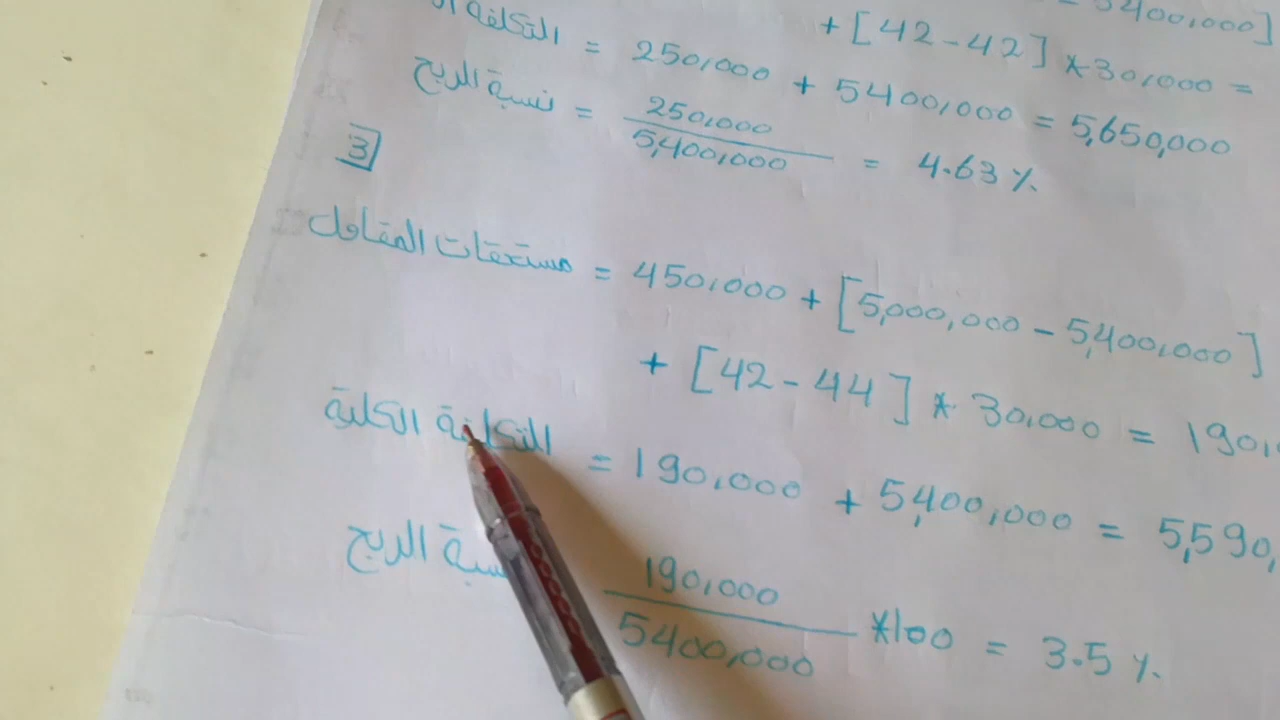 5400,000]
+ [42-42] *30,000 =
التكلفة = 250,000 + 5400,000 = 5,650,000
نسبة الربح = 250,000 / 5,400,000 = 4.63 %
3
مستحقات المقاول = 450,000 + [5,000,000 - 5,400,000]
+ [42-44] * 30,000 = 190,
التكلفة الكلية = 190,000 + 5,400,000 = 5,590,
نسبة الربح 190,000 / 5400,000 *100 = 3.5 %